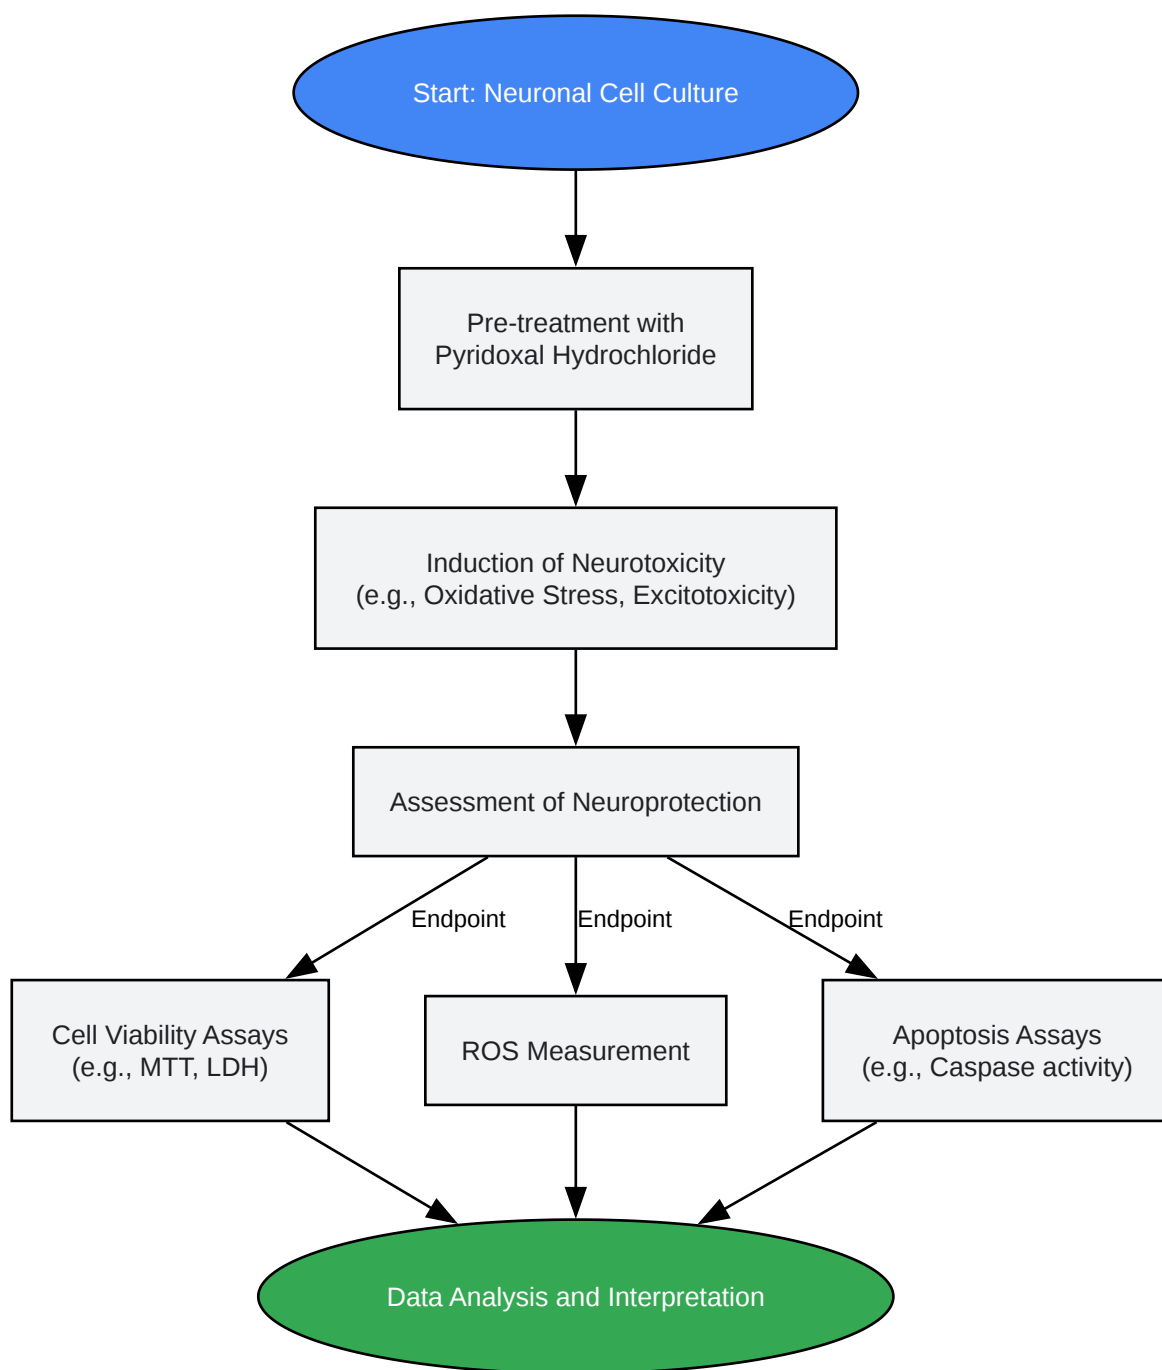 Start: Neuronal Cell Culture
Pre-treatment with
Pyridoxal Hydrochloride
Induction of Neurotoxicity
(e.g., Oxidative Stress, Excitotoxicity)
Assessment of Neuroprotection
Endpoint
Endpoint
Endpoint
Cell Viability Assays
(e.g., MTT, LDH)
ROS Measurement
Apoptosis Assays
(e.g., Caspase activity)
Data Analysis and Interpretation